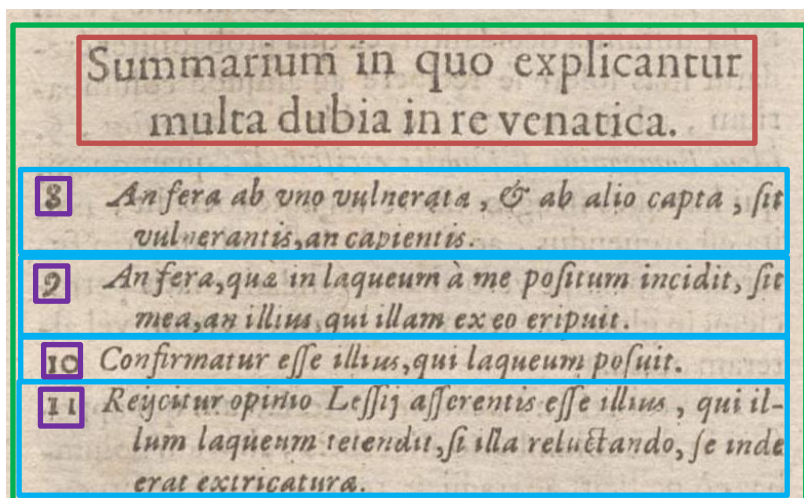 Summarium in quo explicantur
multa dubia in re venatica.
8 An fera ab vno vulnerata, & ab alio capta, ſit
vulnerantis, an capientis.
9 An fera, quæ in laqueum à me poſitum incidit, ſit
mea, an illius, qui illam ex eo eripuit.
10 Confirmatur eſſe illius, qui laqueum poſuit.
11 Reijcitur opinio Leſſij aſſerentis eſſe illius, qui il-
lum laqueum tetendit, ſi illa reluctando, ſe inde
erat extricatura.